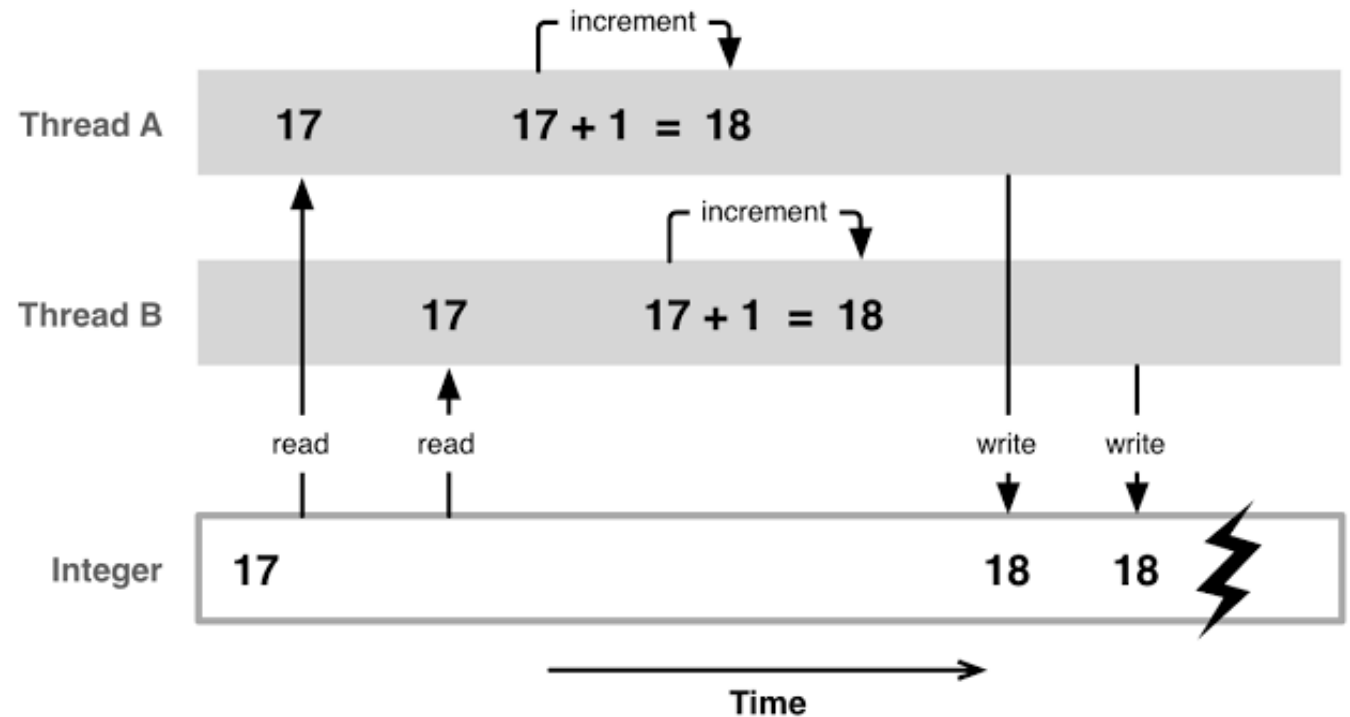 increment
Thread A 17 17 + 1 = 18
increment
Thread B 17 17 + 1 = 18
read read write write
Integer 17 18 18
Time